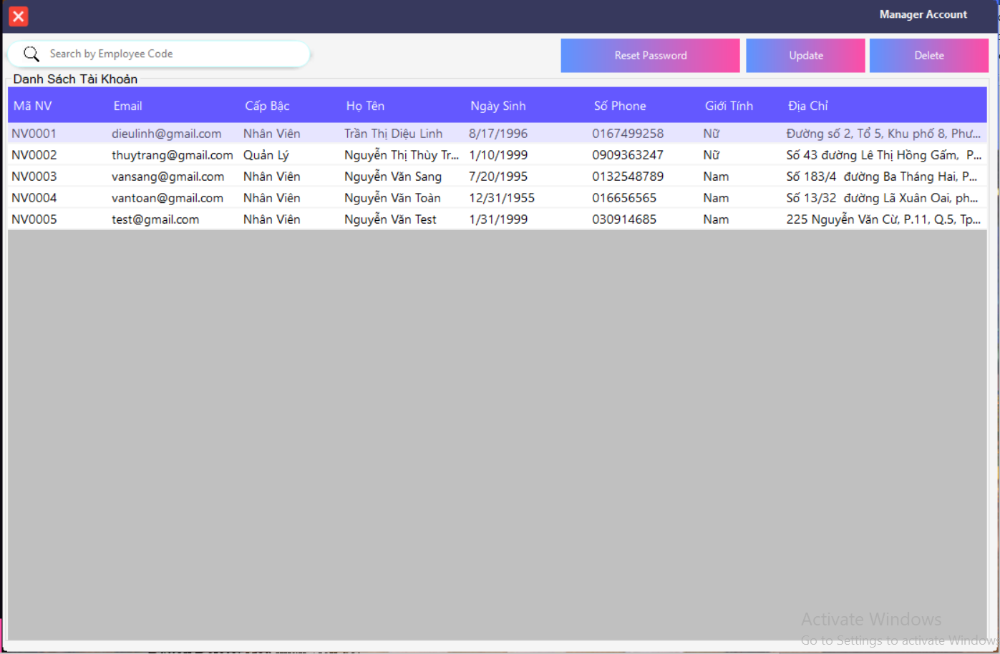 Manager Account
Search by Employee Code
Reset Password Update Delete
Danh Sách Tài Khoản
Mã NV Email Cấp Bậc Họ Tên Ngày Sinh Số Phone Giới Tính Địa Chỉ
NV0001 dieulinh@gmail.com Nhân Viên Trần Thị Diệu Linh 8/17/1996 0167499258 Nữ Đường số 2, Tổ 5, Khu phố 8, Phư...
NV0002 thuytrang@gmail.com Quản Lý Nguyễn Thị Thùy Tr... 1/10/1999 0909363247 Nữ Số 43 đường Lê Thị Hồng Gấm, P...
NV0003 vansang@gmail.com Nhân Viên Nguyễn Văn Sang 7/20/1995 0132548789 Nam Số 183/4 đường Ba Tháng Hai, P...
NV0004 vantoan@gmail.com Nhân Viên Nguyễn Văn Toàn 12/31/1955 016656565 Nam Số 13/32 đường Lã Xuân Oai, ph...
NV0005 test@gmail.com Nhân Viên Nguyễn Văn Test 1/31/1999 030914685 Nam 225 Nguyễn Văn Cừ, P.11, Q.5, Tp...
Activate Windows
Go to Settings to activate Windows